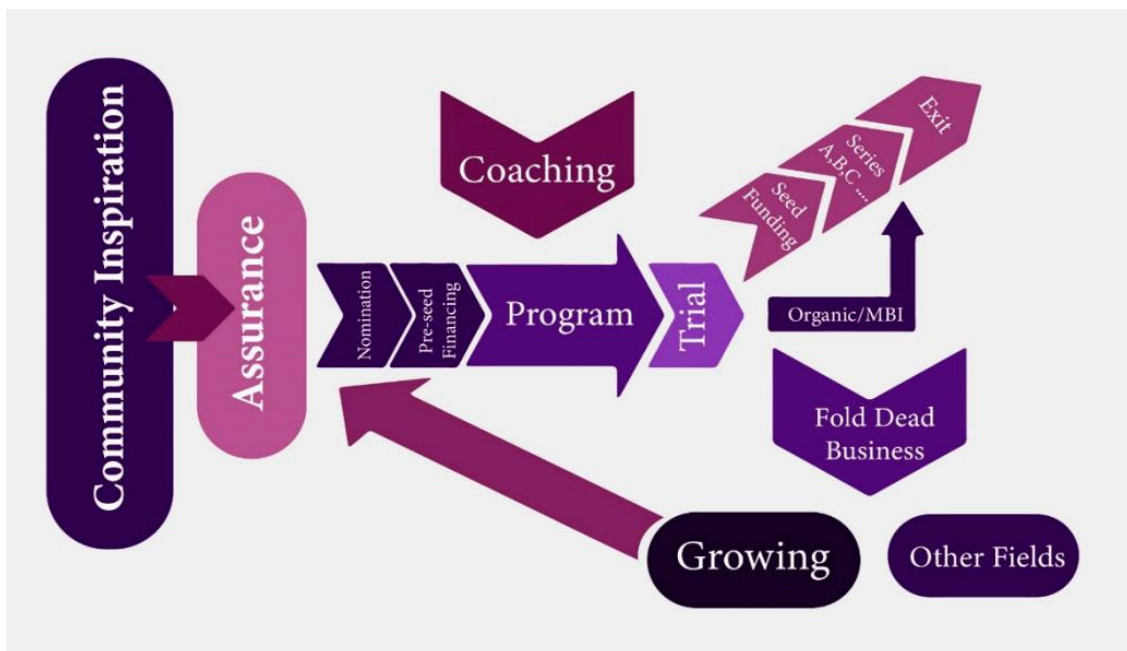 Community Inspiration
Assurance
Nomination
Pre-seed
Financing
Program
Trial
Coaching
Seed
Funding
Series
A,B,C ....
Exit
Organic/MBI
Fold Dead
Business
Growing
Other Fields